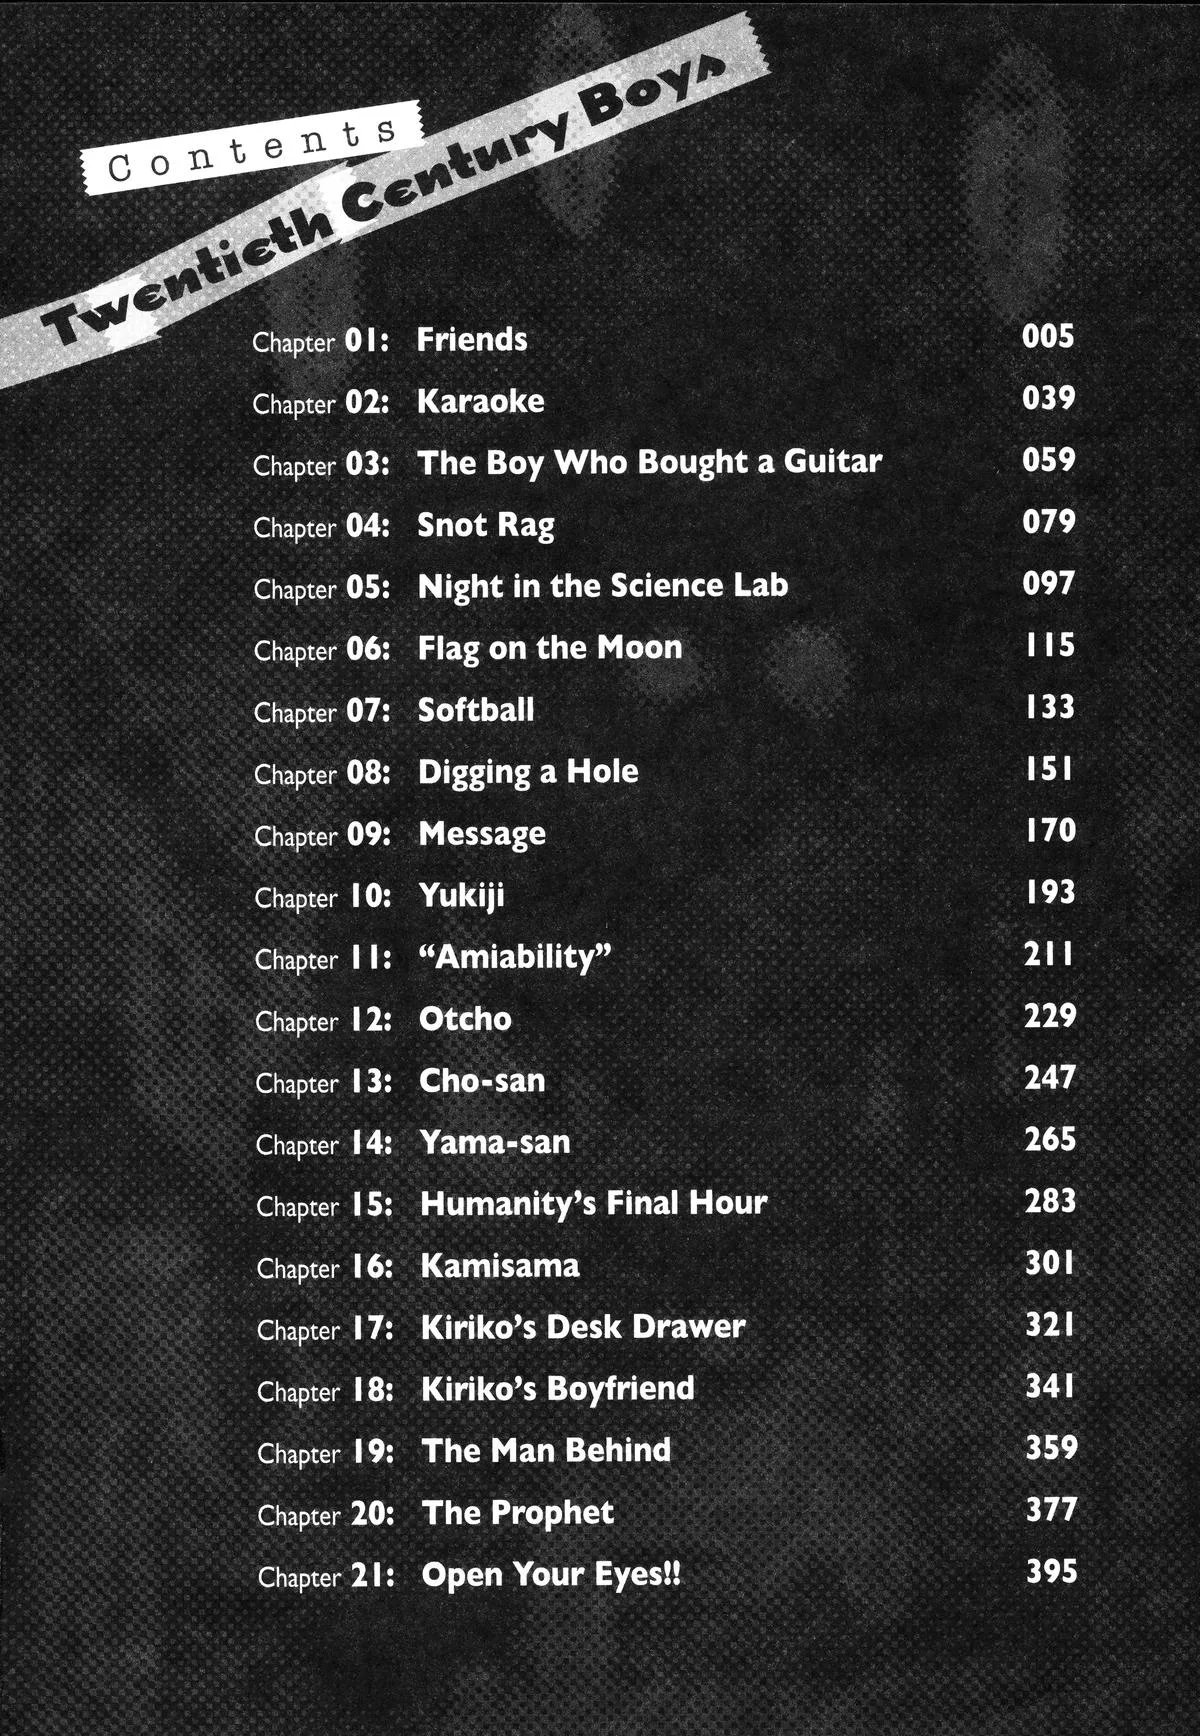 Contents
Twentieth Century Boys
Chapter 01: Friends 005
Chapter 02: Karaoke 039
Chapter 03: The Boy Who Bought a Guitar 059
Chapter 04: Snot Rag 079
Chapter 05: Night in the Science Lab 097
Chapter 06: Flag on the Moon 115
Chapter 07: Softball 133
Chapter 08: Digging a Hole 151
Chapter 09: Message 170
Chapter 10: Yukiji 193
Chapter 11: “Amiability” 211
Chapter 12: Otcho 229
Chapter 13: Cho-san 247
Chapter 14: Yama-san 265
Chapter 15: Humanity’s Final Hour 283
Chapter 16: Kamisama 301
Chapter 17: Kiriko’s Desk Drawer 321
Chapter 18: Kiriko’s Boyfriend 341
Chapter 19: The Man Behind 359
Chapter 20: The Prophet 377
Chapter 21: Open Your Eyes!! 395